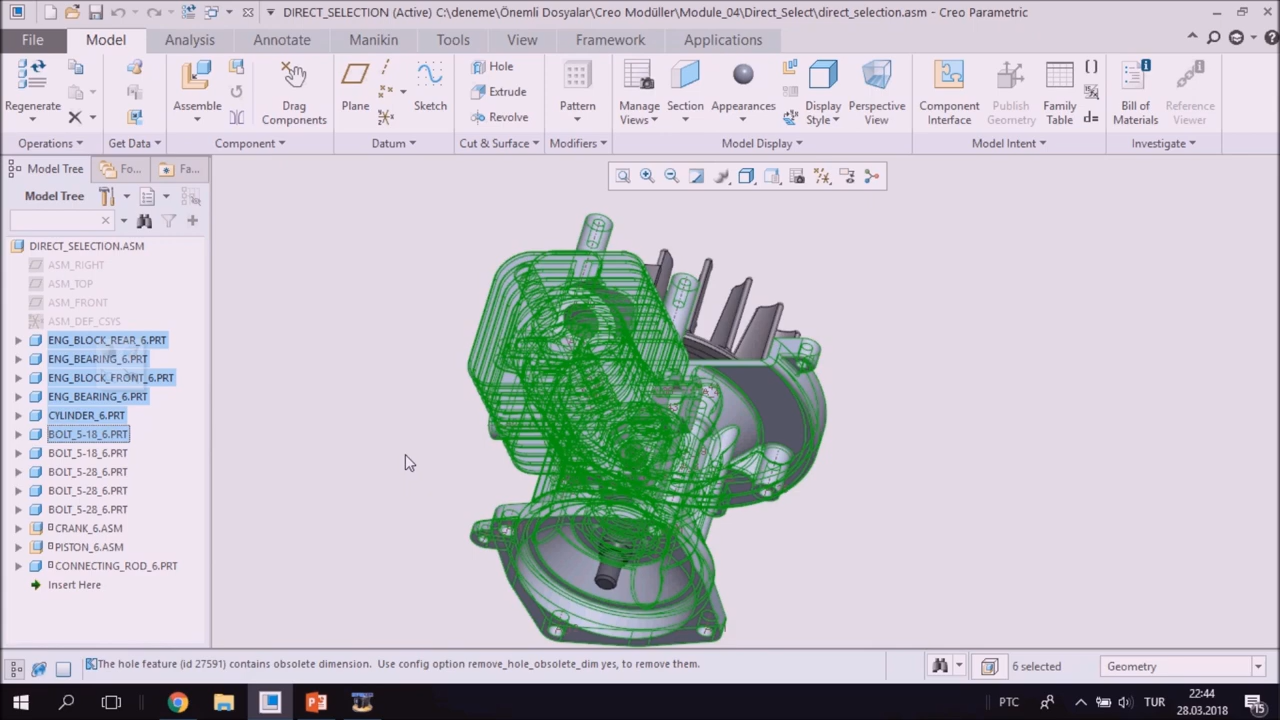 DIRECT_SELECTION (Active) C:\deneme\Önemli Dosyalar\Creo Modüller\Module_04\Direct_Select\direct_selection.asm - Creo Parametric
File Model Analysis Annotate Manikin Tools View Framework Applications
Regenerate
Assemble
Drag Components
Plane
Sketch
Hole
Extrude
Revolve
Pattern
Manage Views
Section
Appearances
Display Style
Perspective View
Component Interface
Publish Geometry
Family Table
d=
Bill of Materials
Reference Viewer
Operations Get Data Component Datum Cut & Surface Modifiers Model Display Model Intent Investigate
Model Tree Fo... Fa...
Model Tree
DIRECT_SELECTION.ASM
ASM_RIGHT
ASM_TOP
ASM_FRONT
ASM_DEF_CSYS
ENG_BLOCK_REAR_6.PRT
ENG_BEARING_6.PRT
ENG_BLOCK_FRONT_6.PRT
ENG_BEARING_6.PRT
CYLINDER_6.PRT
BOLT_5-18_6.PRT
BOLT_5-18_6.PRT
BOLT_5-28_6.PRT
BOLT_5-28_6.PRT
BOLT_5-28_6.PRT
CRANK_6.ASM
PISTON_6.ASM
CONNECTING_ROD_6.PRT
Insert Here
The hole feature (id 27591) contains obsolete dimension. Use config option remove_hole_obsolete_dim yes, to remove them.
6 selected
Geometry
PTC
TUR
22:44
28.03.2018
15